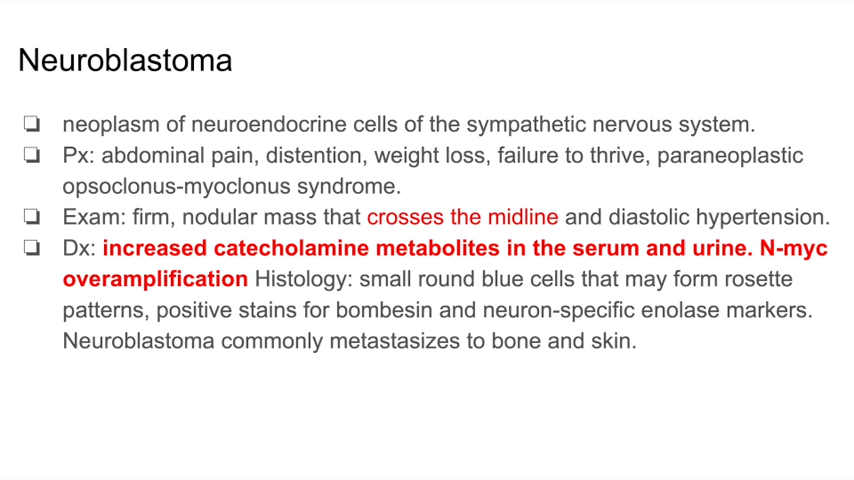 Neuroblastoma
❏ neoplasm of neuroendocrine cells of the sympathetic nervous system.
❏ Px: abdominal pain, distention, weight loss, failure to thrive, paraneoplastic
opsoclonus-myoclonus syndrome.
❏ Exam: firm, nodular mass that crosses the midline and diastolic hypertension.
❏ Dx: increased catecholamine metabolites in the serum and urine. N-myc
overamplification Histology: small round blue cells that may form rosette
patterns, positive stains for bombesin and neuron-specific enolase markers.
Neuroblastoma commonly metastasizes to bone and skin.